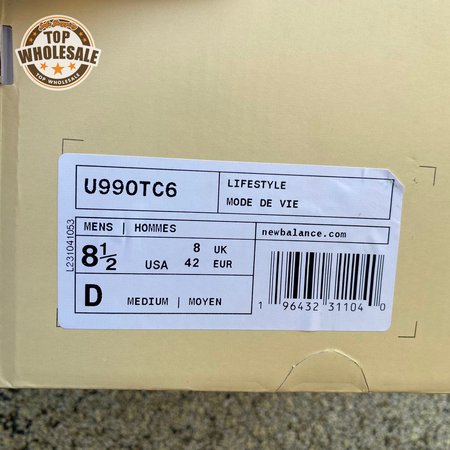 TOP
WHOLESALE
TOP WHOLESALE
U990TC6
LIFESTYLE
MODE DE VIE
MENS | HOMMES
newbalance.com
8½ USA
8 UK
42 EUR
D MEDIUM | MOYEN
1 96432 31104 0
L231041053